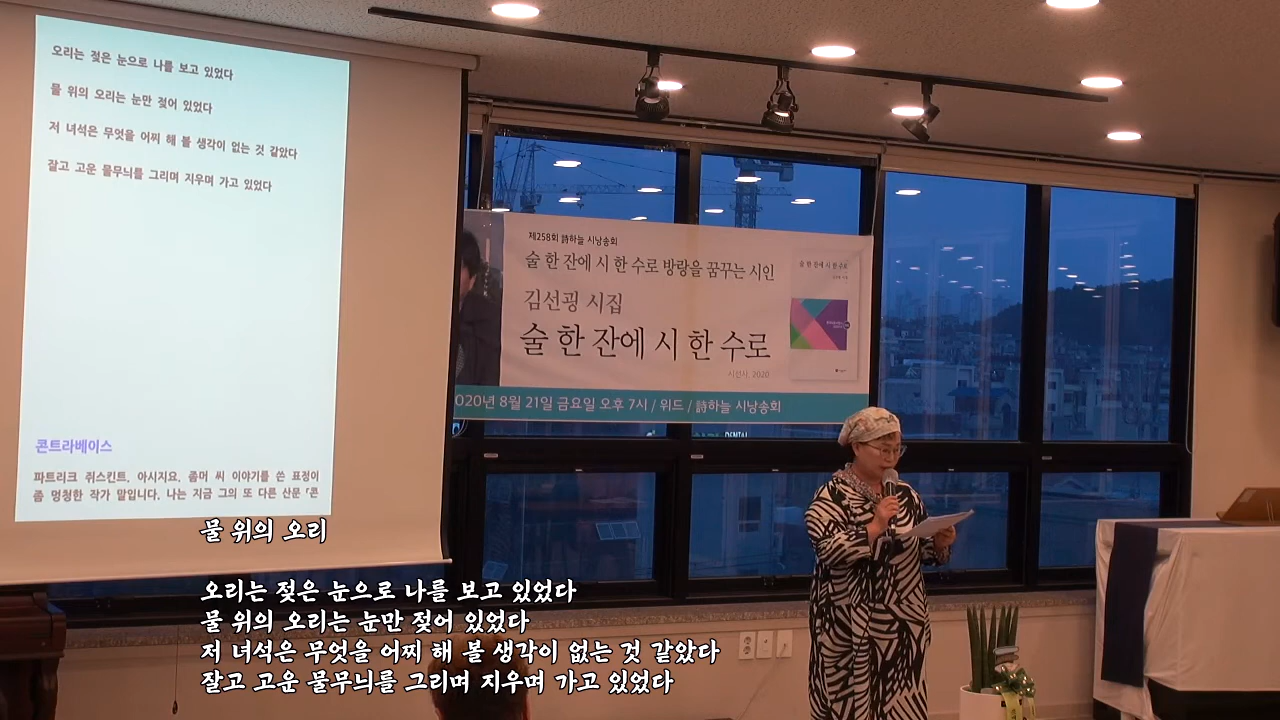 오리는 젖은 눈으로 나를 보고 있었다
물 위의 오리는 눈만 젖어 있었다
저 녀석은 무엇을 어찌 해 볼 생각이 없는 것 같았다
잘고 고운 물무늬를 그리며 지우며 가고 있었다
콘트라베이스
파트리크 쥐스킨트, 아시지요. 좀머 씨 이야기를 쓴 표정이
좀 멍청한 작가 말입니다. 나는 지금 그의 또 다른 산문 「콘
제258회 詩하늘 시낭송회
술 한 잔에 시 한 수로 방랑을 꿈꾸는 시인
김선굉 시집
술 한 잔에 시 한 수로
시선사, 2020
술 한 잔에 시 한 수로
020년 8월 21일 금요일 오후 7시 / 위드 / 詩하늘 시낭송회
DENTAL
물 위의 오리
오리는 젖은 눈으로 나를 보고 있었다
물 위의 오리는 눈만 젖어 있었다
저 녀석은 무엇을 어찌 해 볼 생각이 없는 것 같았다
잘고 고운 물무늬를 그리며 지우며 가고 있었다